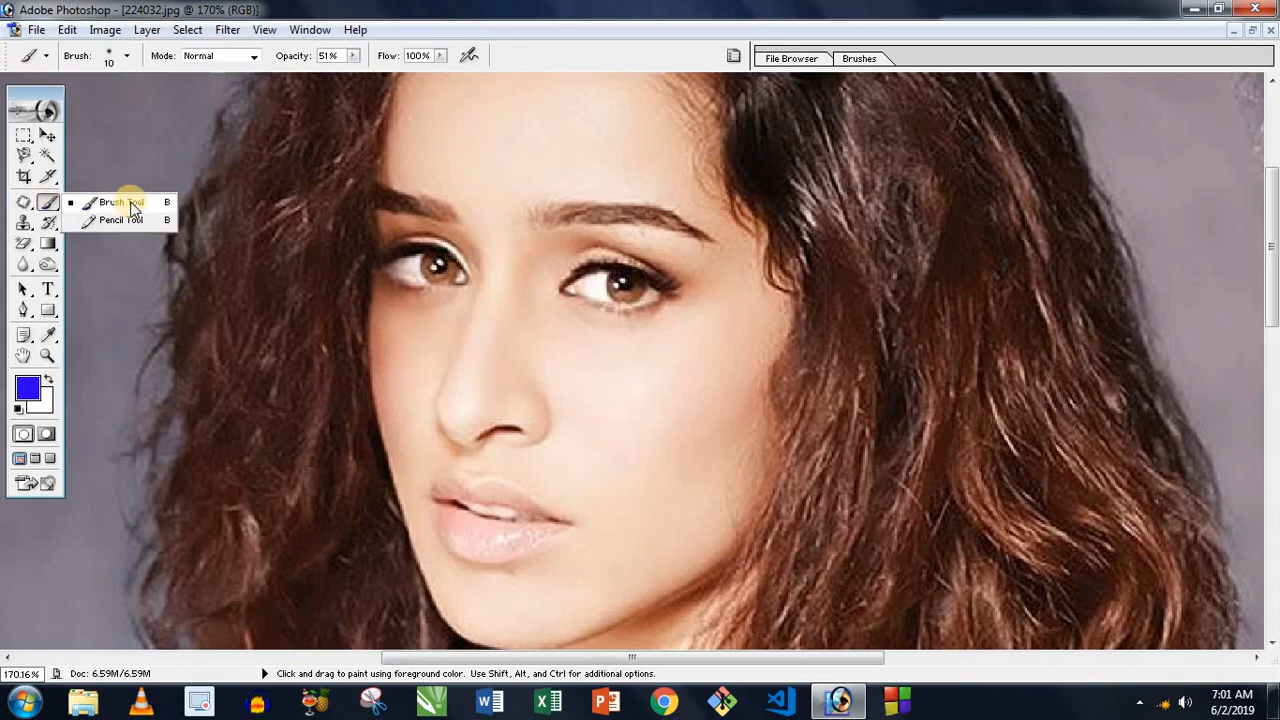 Adobe Photoshop - [224032.jpg @ 170% (RGB)]
File Edit Image Layer Select Filter View Window Help
Brush: 10 Mode: Normal Opacity: 51% Flow: 100% File Browser Brushes
Brush Tool B
Pencil Tool B
T
170.16% Doc: 6.59M/6.59M Click and drag to paint using foreground color. Use Shift, Alt, and Ctrl for additional options.
7:01 AM
6/2/2019